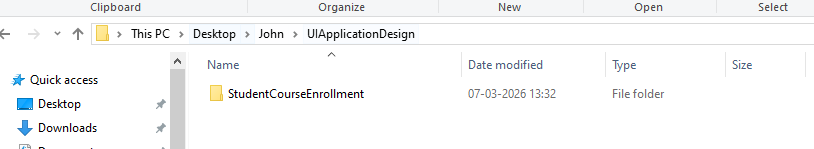 Clipboard Organize New Open Select
This PC Desktop John UIApplicationDesign
Name Date modified Type Size
Quick access
StudentCourseEnrollment 07-03-2026 13:32 File folder
Desktop
Downloads